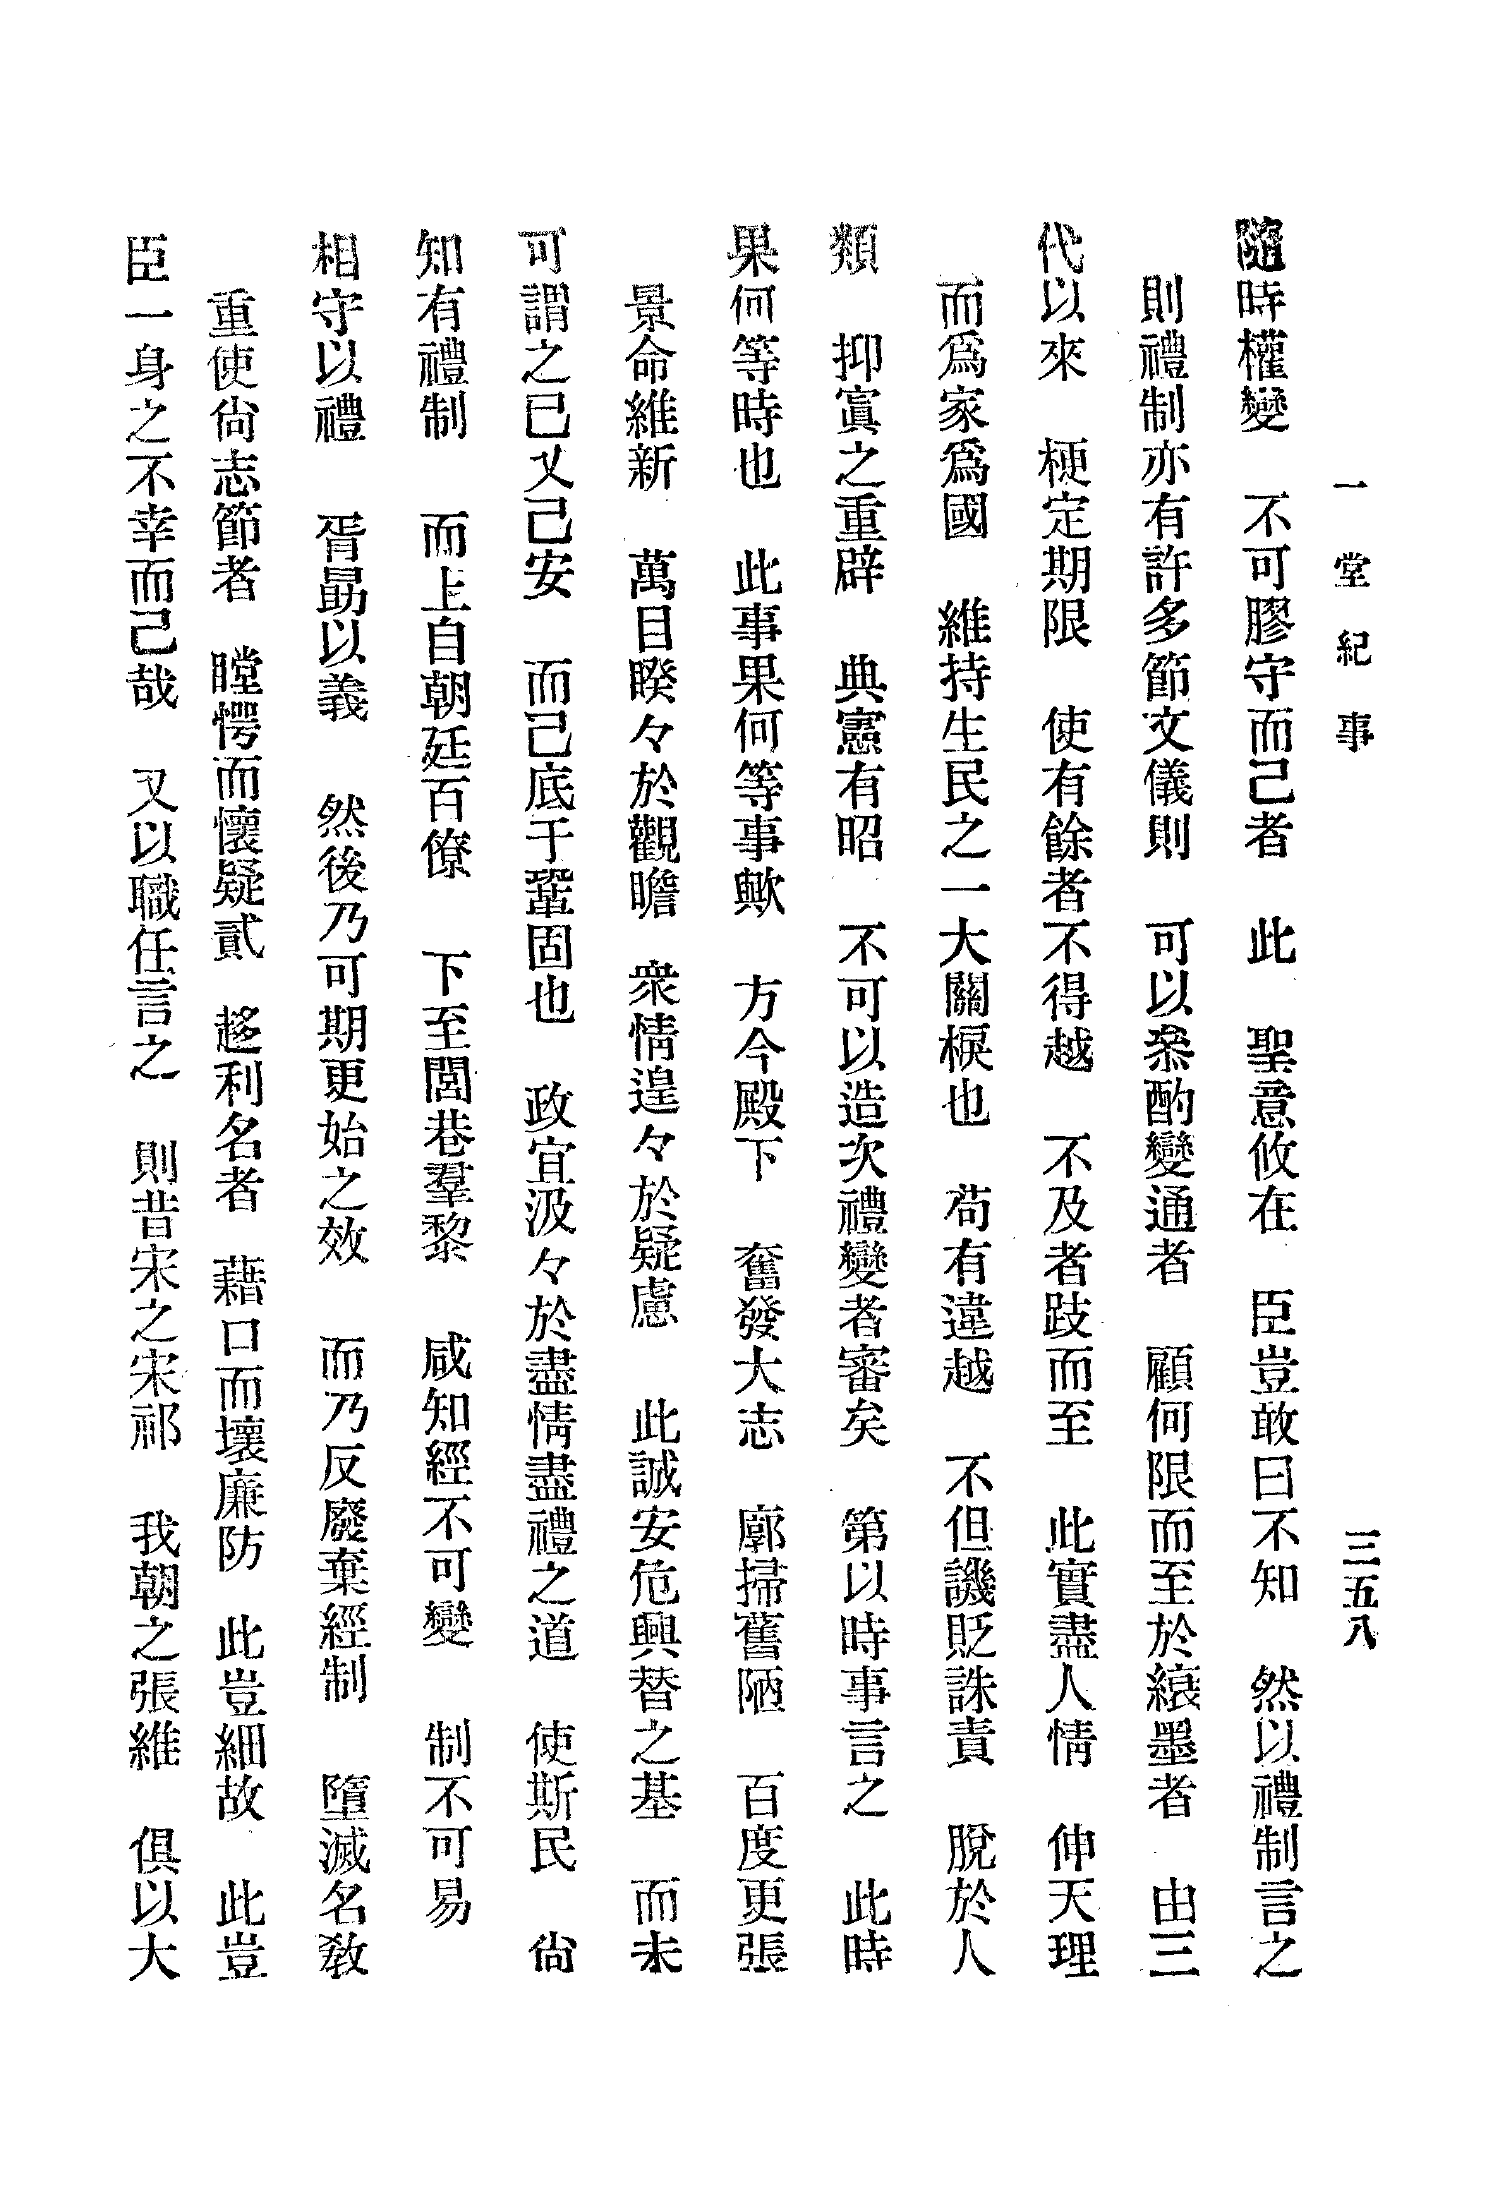 一堂紀事 三五八
隨時權變 不可膠守而己者 此 聖意攸在 臣豈敢曰不知 然以禮制言之
則禮制亦有許多節文儀則 可以叅酌變通者 顧何限而至於縗墨者 由三
代以來 梗定期限 使有餘者不得越 不及者跂而至 此實盡人情 伸天理
而爲家爲國 維持生民之一大關棙也 苟有違越 不但譏貶誅責 脫於人
類 抑寘之重辟 典憲有昭 不可以造次禮變者審矣 第以時事言之 此時
果何等時也 此事果何等事歟 方今殿下 奮發大志 廓掃舊陋 百度更張
景命維新 萬目睽々於觀瞻 衆情遑々於疑慮 此誠安危興替之基 而未
可謂之已乂己安 而己底于鞏固也 政宜汲々於盡情盡禮之道 使斯民 尙
知有禮制 而上自朝廷百僚 下至閭巷羣黎 咸知經不可變 制不可易
相守以禮 胥勗以義 然後乃可期更始之效 而乃反廢棄經制 墮滅名敎
重使尙志節者 瞠愕而懷疑貳 趍利名者 藉口而壞廉防 此豈細故 此豈
臣一身之不幸而己哉 又以職任言之 則昔宋之宋祁 我朝之張維 俱以大